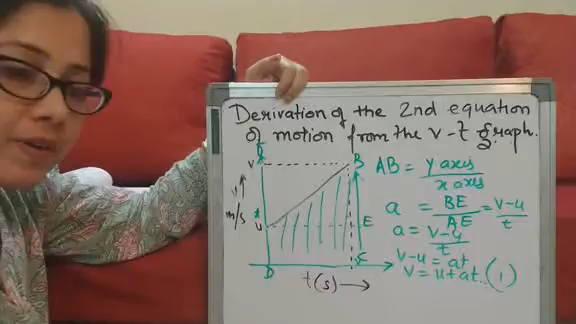 Derivation of the 2nd equation
of motion from the v-t graph.
v
B
AB = y axis / x axis
v
m/s
a = BE / AE = v-u / t
A
u
E
a = v-u / t
v-u = at
v = u + at. (1)
D
C
t(s)